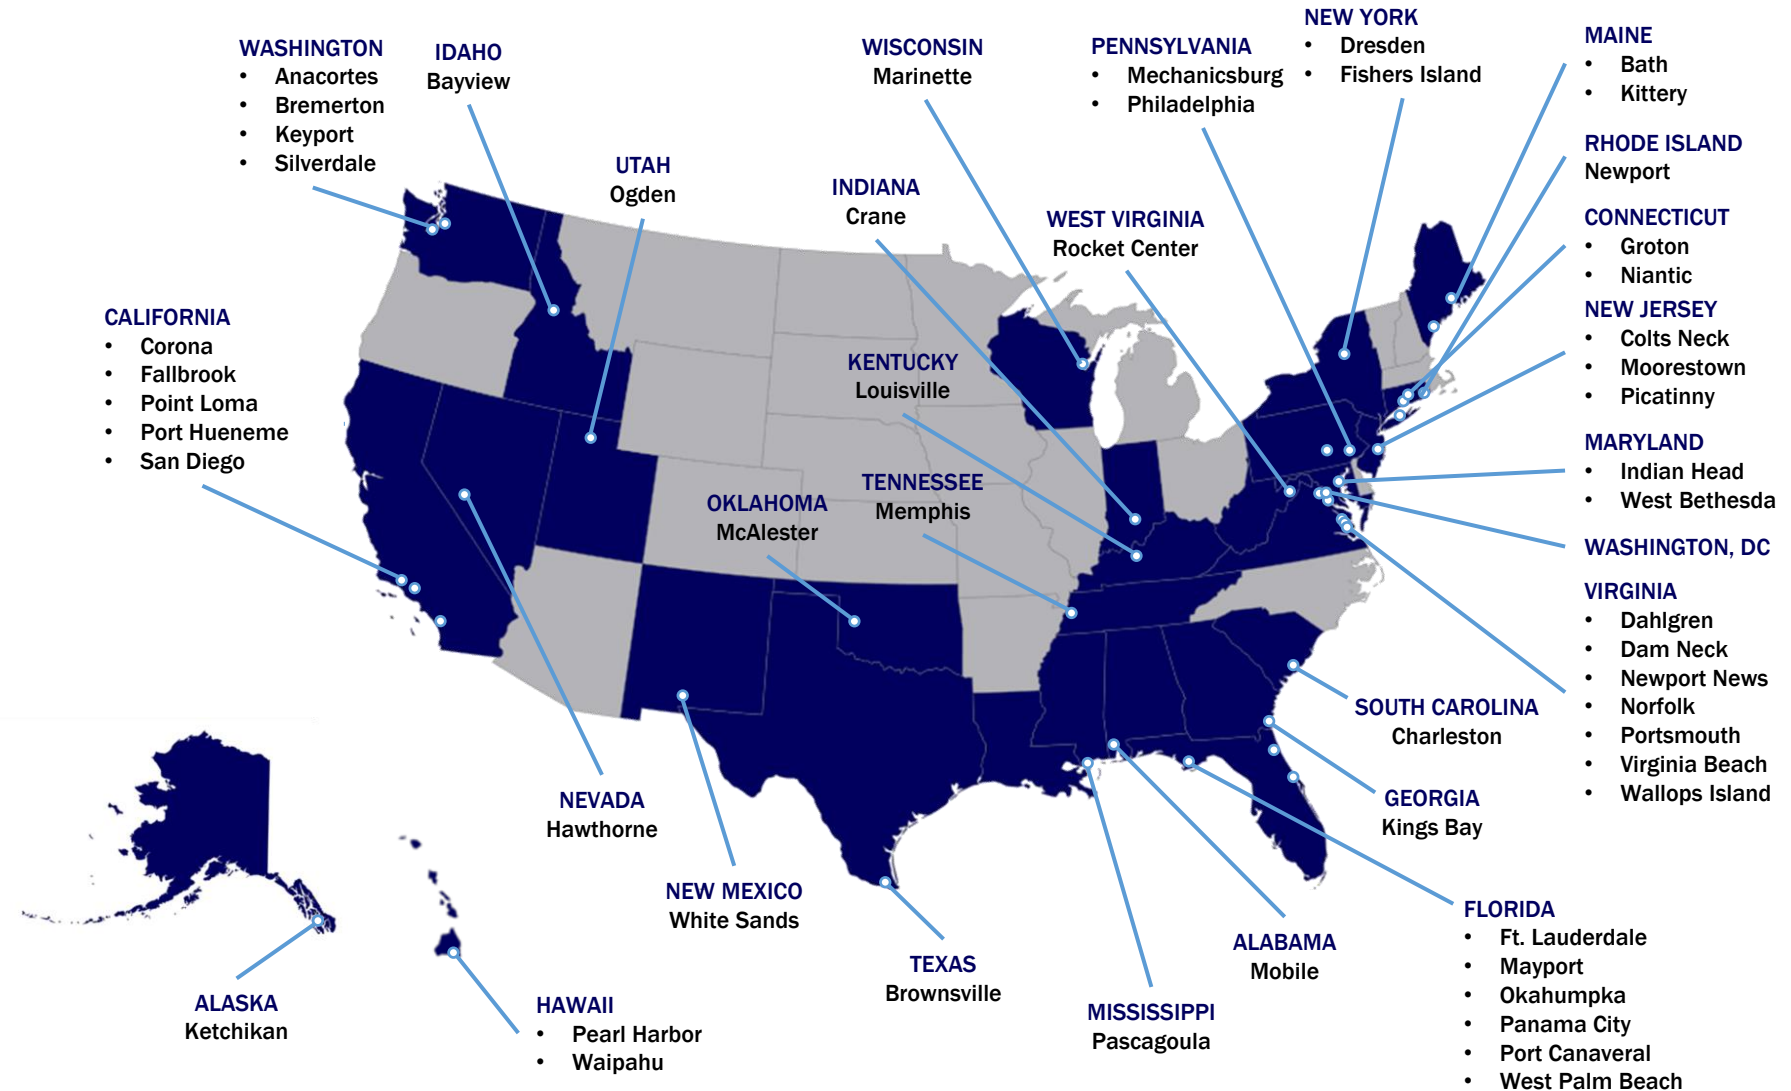 WASHINGTON
• Anacortes
• Bremerton
• Keyport
• Silverdale
IDAHO
Bayview
UTAH
Ogden
WISCONSIN
Marinette
INDIANA
Crane
PENNSYLVANIA
• Mechanicsburg
• Philadelphia
NEW YORK
• Dresden
• Fishers Island
WEST VIRGINIA
Rocket Center
MAINE
• Bath
• Kittery
RHODE ISLAND
Newport
CONNECTICUT
• Groton
• Niantic
NEW JERSEY
• Colts Neck
• Moorestown
• Picatinny
MARYLAND
• Indian Head
• West Bethesda
WASHINGTON, DC
VIRGINIA
• Dahlgren
• Dam Neck
• Newport News
• Norfolk
• Portsmouth
• Virginia Beach
• Wallops Island
CALIFORNIA
• Corona
• Fallbrook
• Point Loma
• Port Hueneme
• San Diego
KENTUCKY
Louisville
TENNESSEE
Memphis
OKLAHOMA
McAlester
SOUTH CAROLINA
Charleston
GEORGIA
Kings Bay
NEVADA
Hawthorne
NEW MEXICO
White Sands
TEXAS
Brownsville
ALABAMA
Mobile
MISSISSIPPI
Pascagoula
FLORIDA
• Ft. Lauderdale
• Mayport
• Okahumpka
• Panama City
• Port Canaveral
• West Palm Beach
ALASKA
Ketchikan
HAWAII
• Pearl Harbor
• Waipahu